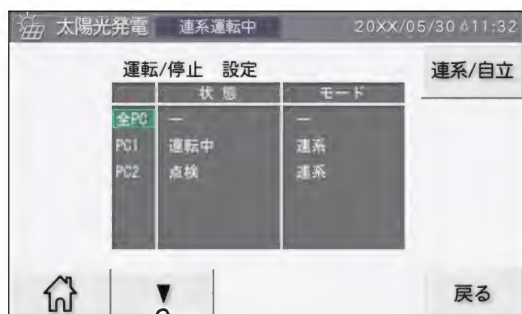 太陽光発電 連系運転中 20XX/05/30 11:32
運転/停止 設定 連系/自立
状態 モード
全PC − −
PC1 運転中 連系
PC2 点検 連系
▼ 戻る